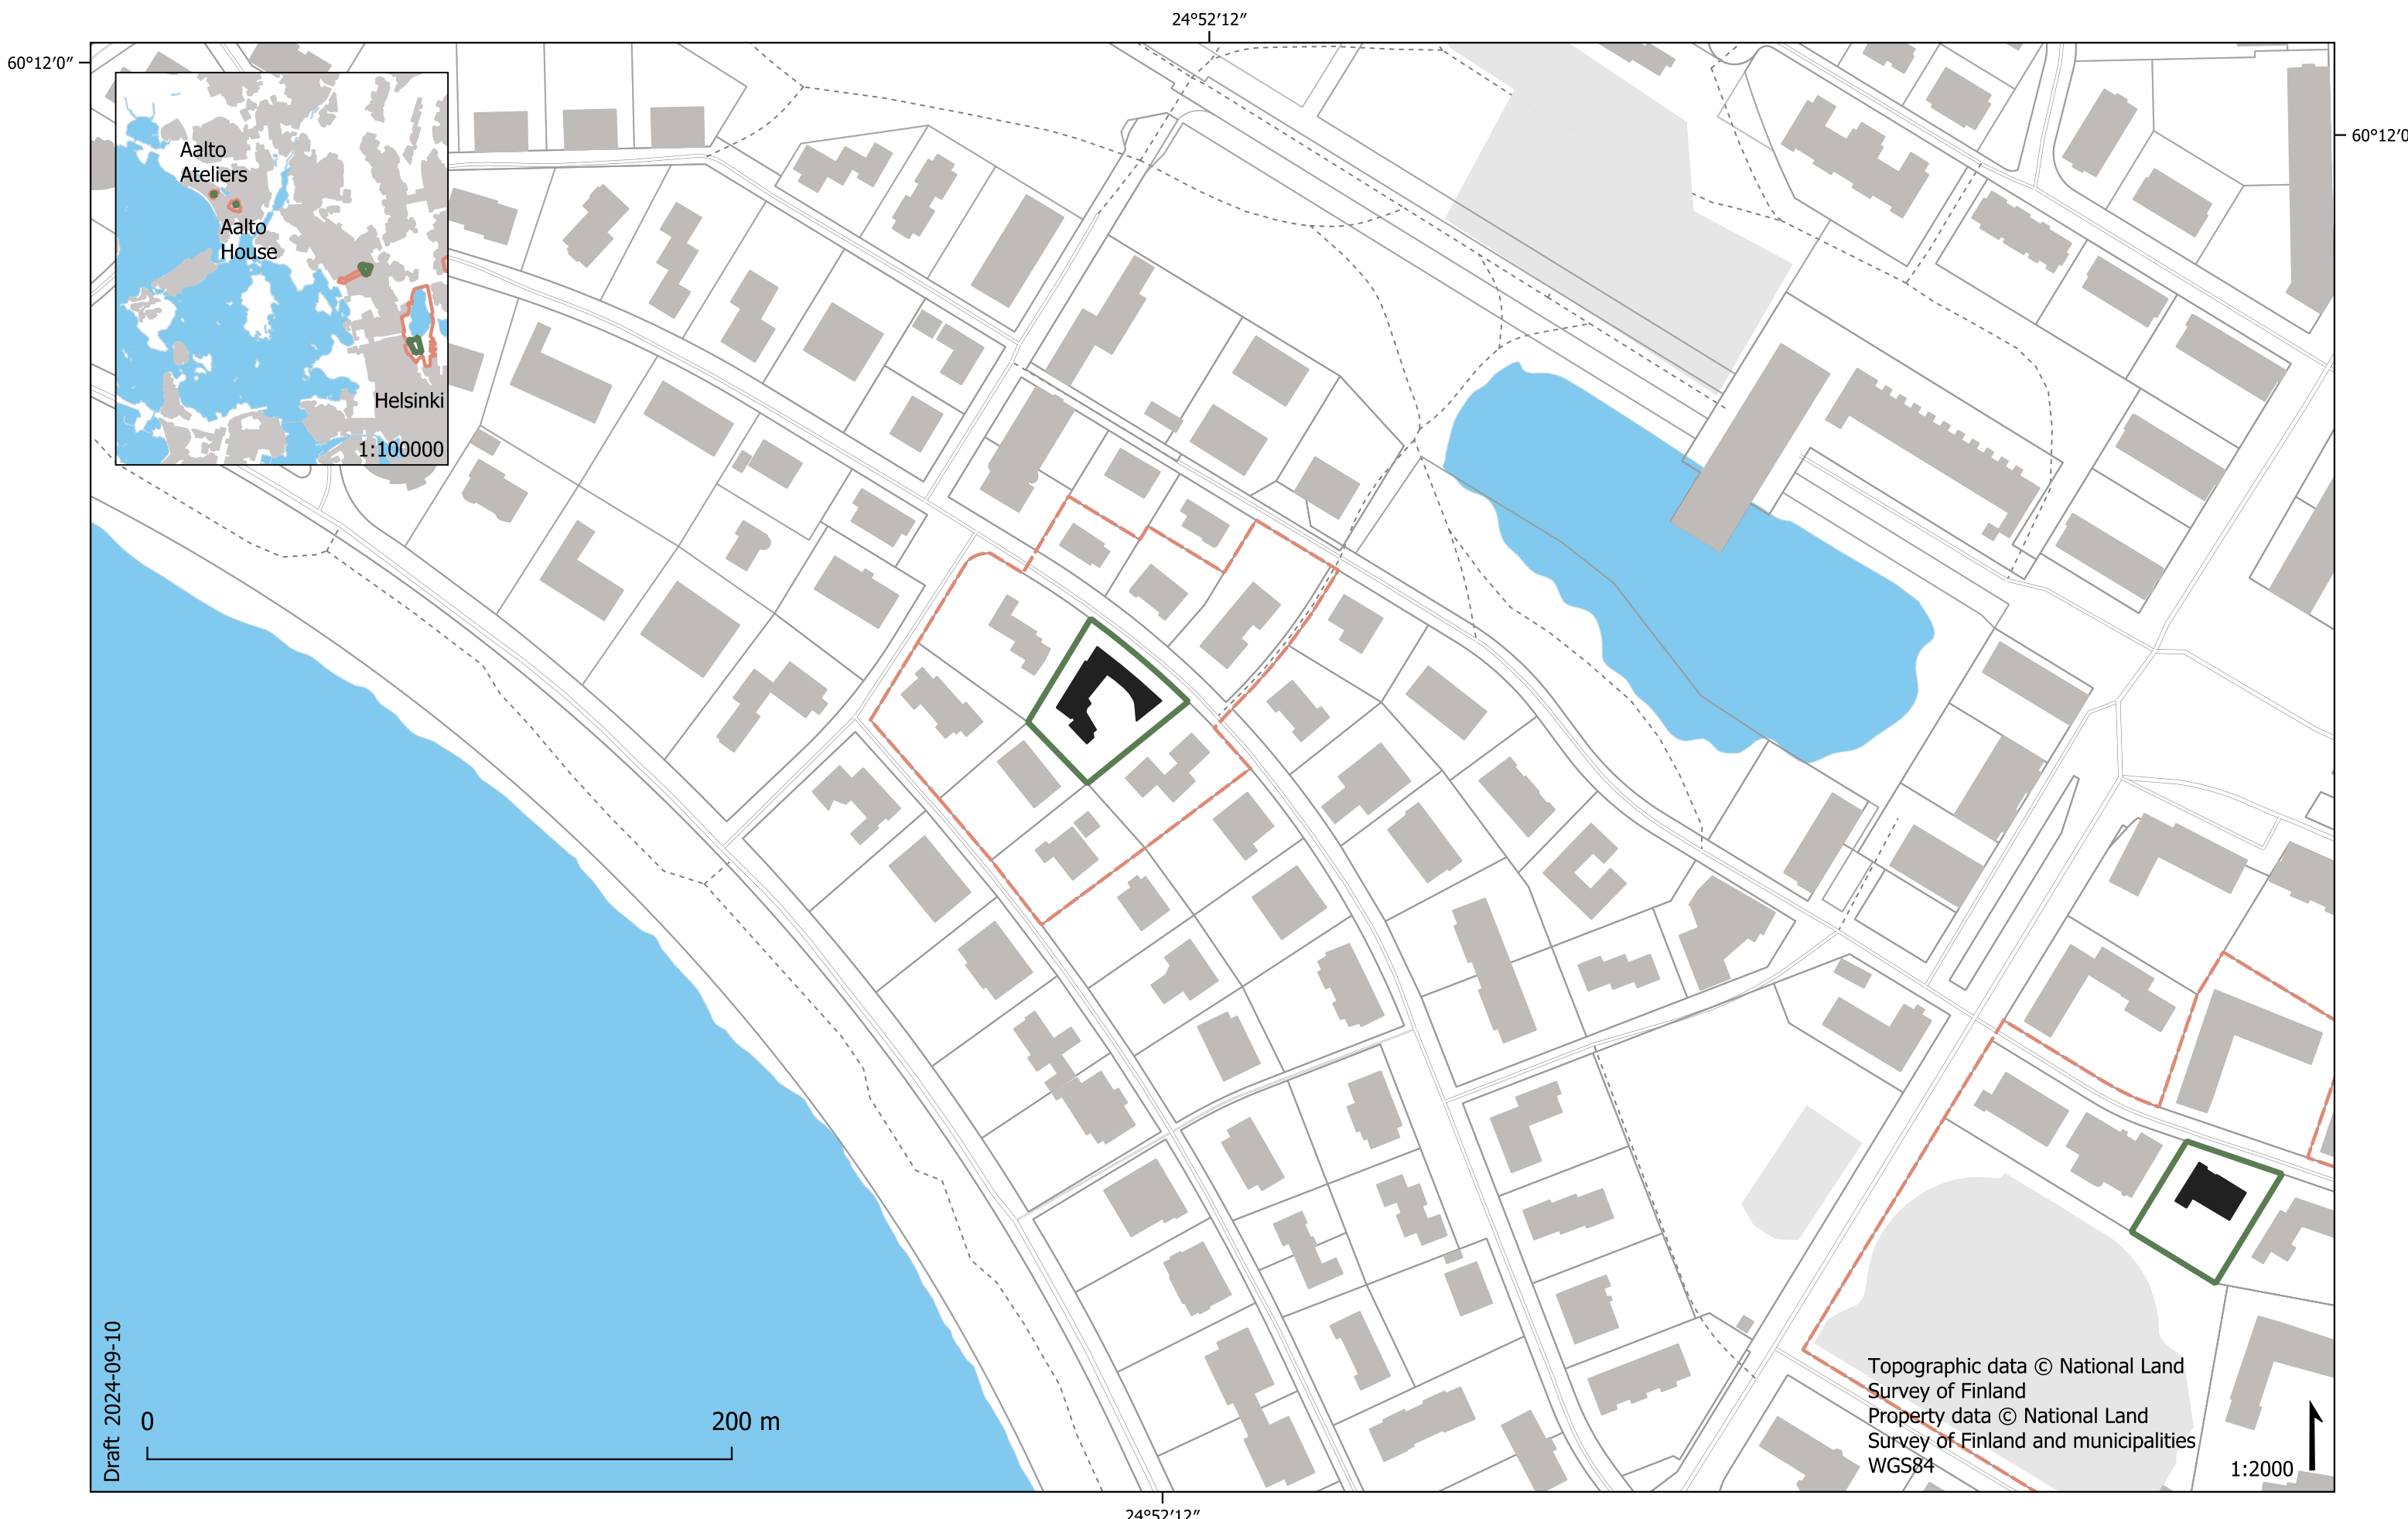 24°52′12″
60°12′0″
60°12′0
Aalto
Ateliers
Aalto
House
Helsinki
1:100000
Draft 2024-09-10
0
200 m
Topographic data © National Land
Survey of Finland
Property data © National Land
Survey of Finland and municipalities
WGS84
1:2000
24°52′12″